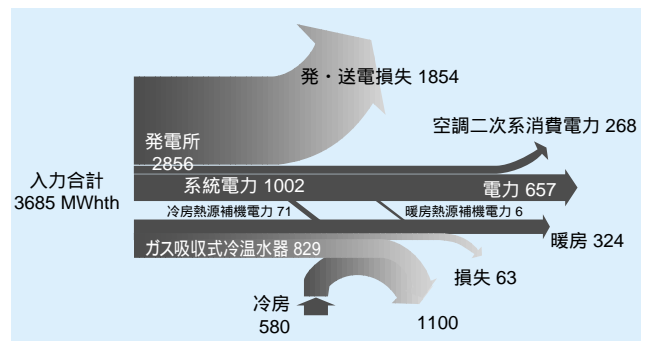 発・送電損失 1854
空調二次系消費電力 268
発電所
2856
入力合計
3685 MWhth
系統電力 1002
電力 657
冷房熱源補機電力 71
暖房熱源補機電力 6
暖房 324
ガス吸収式冷温水器 829
損失 63
冷房
580
1100